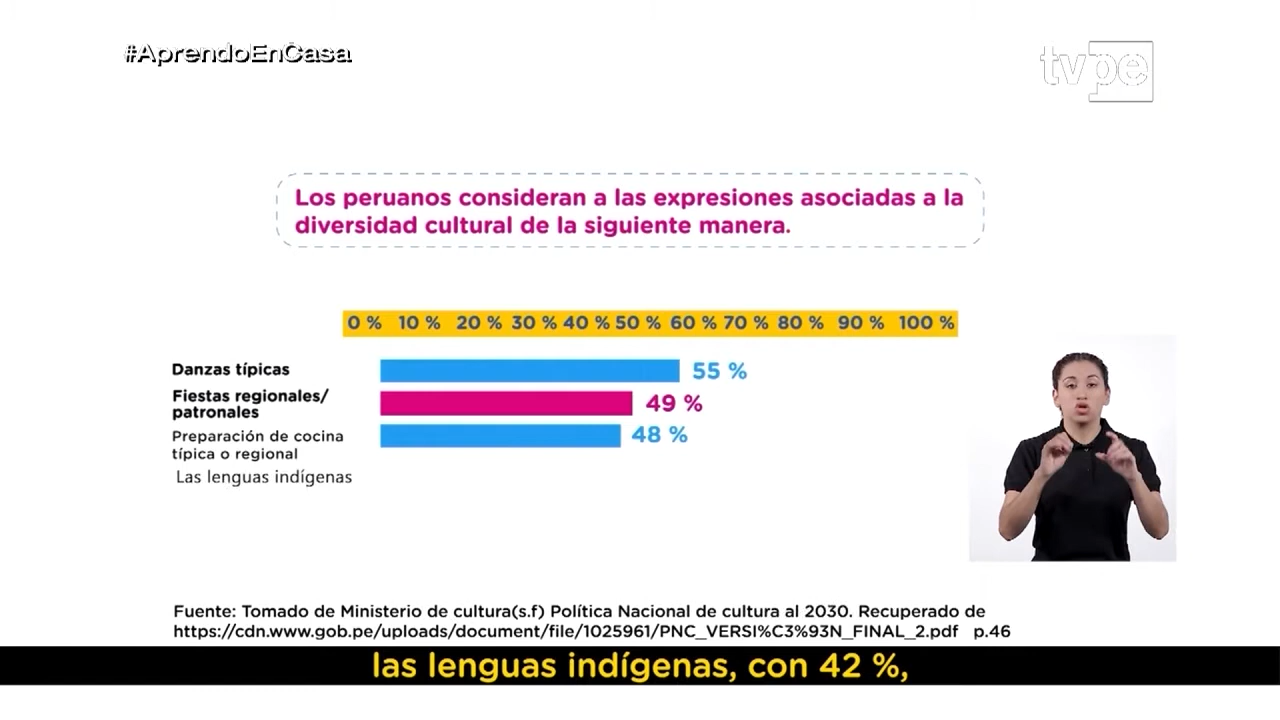 #AprendoEnCasa
tvpe
Los peruanos consideran a las expresiones asociadas a la
diversidad cultural de la siguiente manera.
0 % 10 % 20 % 30 % 40 % 50 % 60 % 70 % 80 % 90 % 100 %
Danzas típicas 55 %
Fiestas regionales/
patronales 49 %
Preparación de cocina
típica o regional 48 %
Las lenguas indígenas
Fuente: Tomado de Ministerio de cultura(s.f) Política Nacional de cultura al 2030. Recuperado de
https://cdn.www.gob.pe/uploads/document/file/1025961/PNC_VERSI%C3%93N_FINAL_2.pdf p.46
las lenguas indígenas, con 42 %,